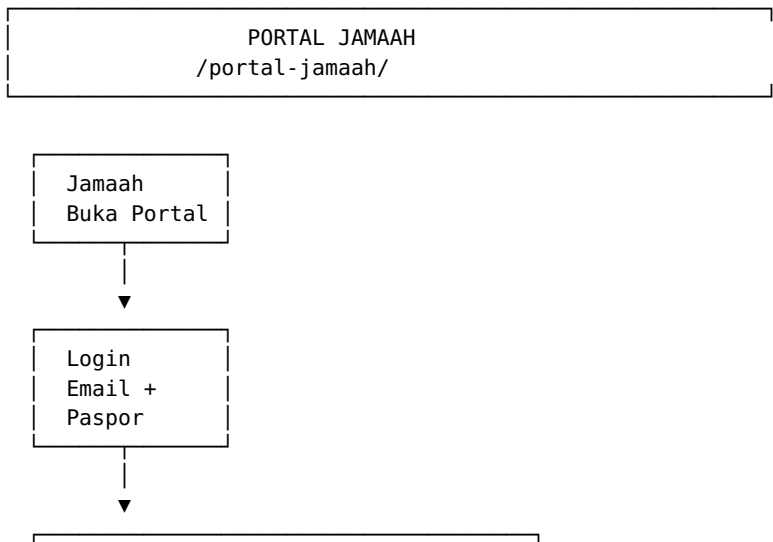 PORTAL JAMAAH
/portal-jamaah/
Jamaah
Buka Portal
Login
Email +
Paspor